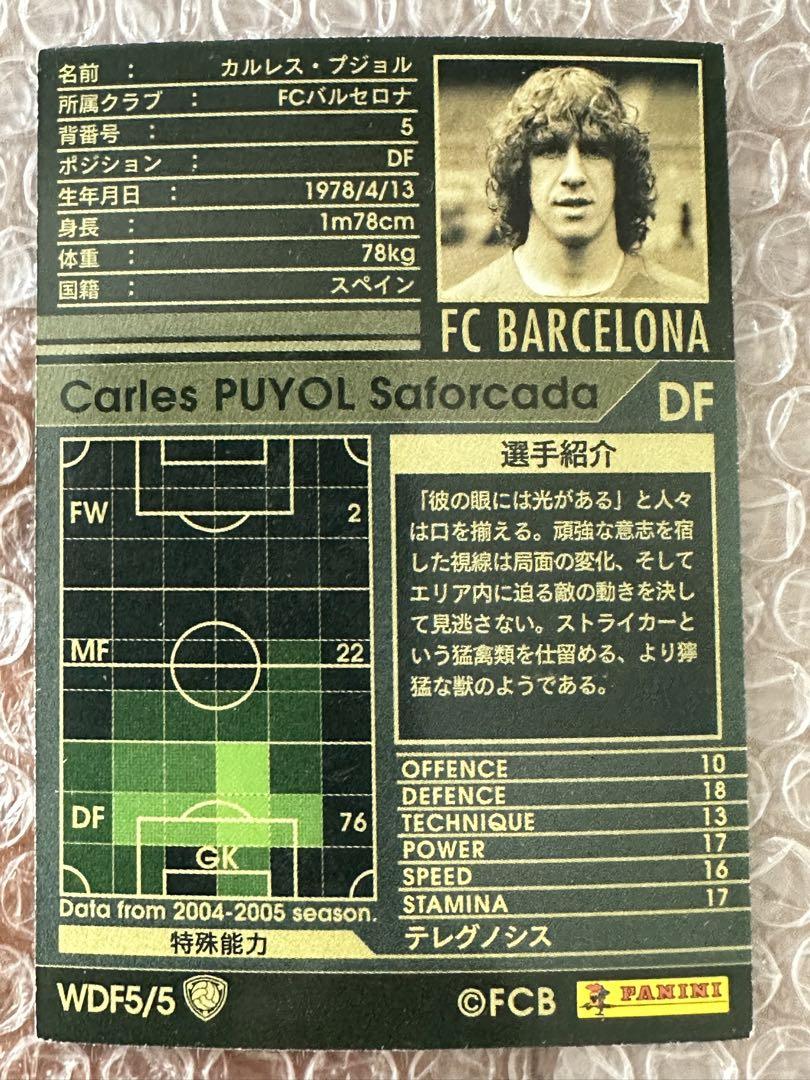 名前 : カルレス・プジョル
所属クラブ : FCバルセロナ
背番号 : 5
ポジション : DF
生年月日 : 1978/4/13
身長 : 1m78cm
体重 : 78kg
国籍 : スペイン
FC BARCELONA
Carles PUYOL Saforcada
DF
FW 2
MF 22
DF 76
GK
Data from 2004-2005 season.
選手紹介
「彼の眼には光がある」と人々
は口を揃える。頑強な意志を宿
した視線は局面の変化、そして
エリア内に迫る敵の動きを決し
て見逃さない。ストライカーと
いう猛禽類を仕留める、より獰
猛な獣のようである。
OFFENCE 10
DEFENCE 18
TECHNIQUE 13
POWER 17
SPEED 16
STAMINA 17
特殊能力 テレグノシス
WDF5/5
©FCB
PANINI